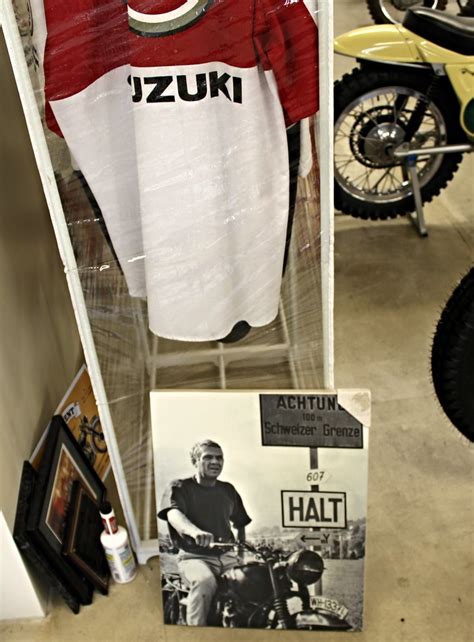 UZUKI
ACHTUNG
100 m
Schweizer Grenze
607
HALT